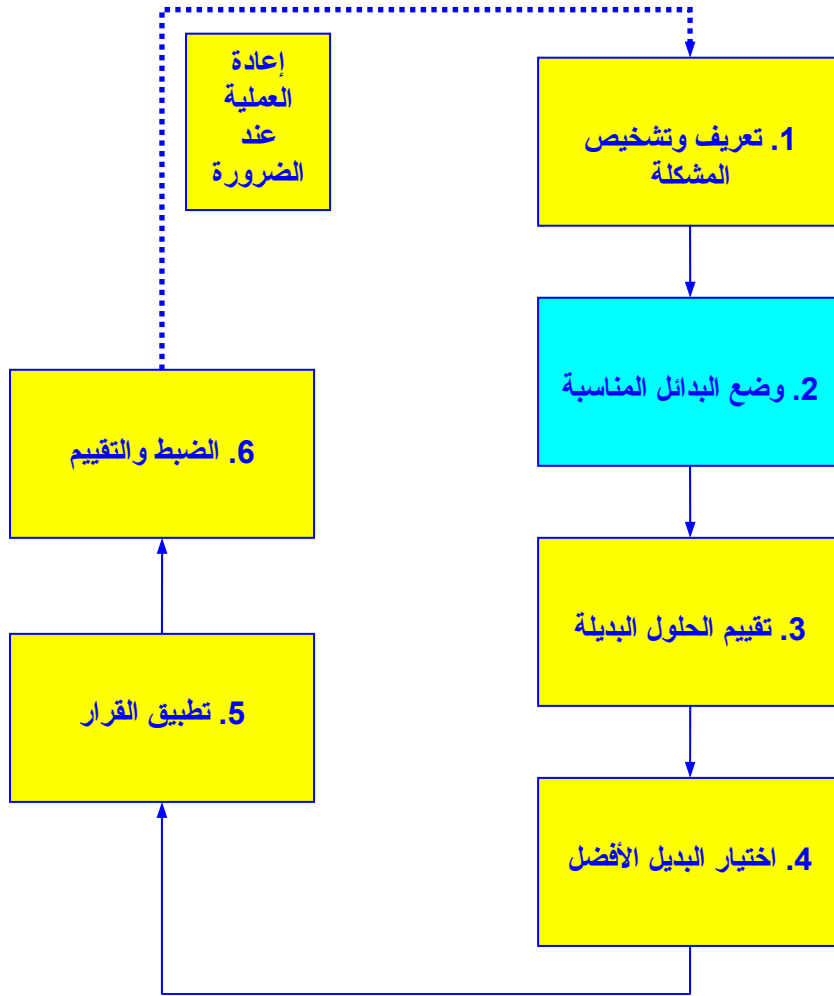 إعادة
العملية
عند
الضرورة
1. تعريف وتشخيص
المشكلة
2. وضع البدائل المناسبة
3. تقييم الحلول البديلة
4. اختيار البديل الأفضل
5. تطبيق القرار
6. الضبط والتقييم